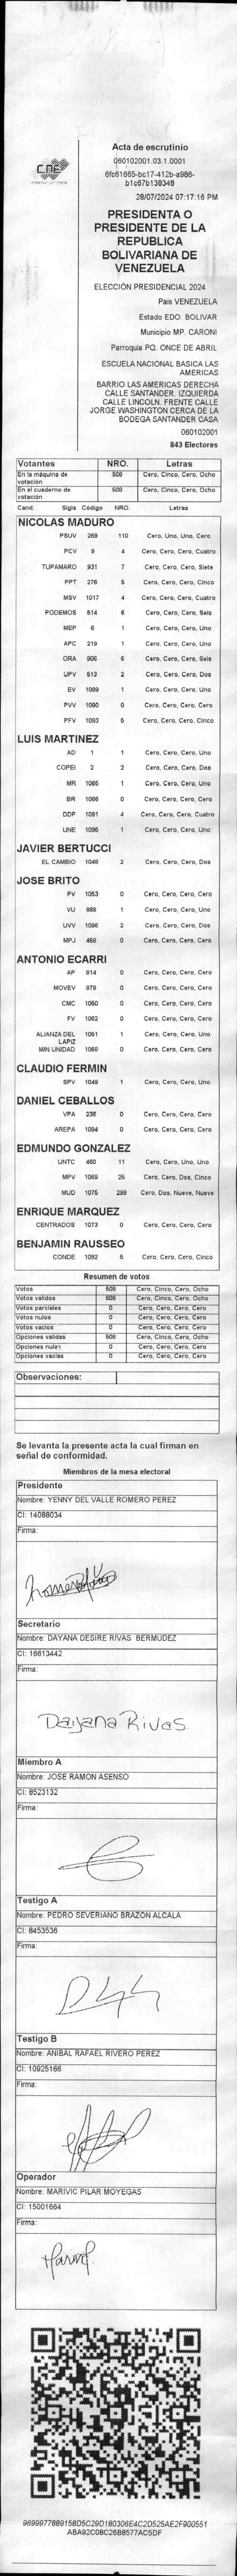 CNE
Acta de escrutinio
060102001.03.1.0001
6fc61665-bc17-412b-a986-
b1c67b139348
28/07/2024 07:17:16 PM
PRESIDENTA O
PRESIDENTE DE LA
REPUBLICA
BOLIVARIANA DE
VENEZUELA
ELECCIÓN PRESIDENCIAL 2024
Pais VENEZUELA
Estado EDO. BOLIVAR
Municipio MP. CARONI
Parroquia PQ. ONCE DE ABRIL
ESCUELA NACIONAL BASICA LAS
AMERICAS
BARRIO LAS AMERICAS DERECHA
CALLE SANTANDER. IZQUIERDA
CALLE LINCOLN. FRENTE CALLE
JORGE WASHINGTON CERCA DE LA
BODEGA SANTANDER CASA
060102001
843 Electores
Votantes NRO. Letras
En la máquina de votación 508 Cero, Cinco, Cero, Ocho
En el cuaderno de votación 508 Cero, Cinco, Cero, Ocho
Cand. Sigla Código NRO. Letras
NICOLAS MADURO
PSUV 269 110 Cero, Uno, Uno, Cero
PCV 9 4 Cero, Cero, Cero, Cuatro
TUPAMARO 931 7 Cero, Cero, Cero, Siete
PPT 276 5 Cero, Cero, Cero, Cinco
MSV 1017 4 Cero, Cero, Cero, Cuatro
PODEMOS 514 6 Cero, Cero, Cero, Seis
MEP 6 1 Cero, Cero, Cero, Uno
APC 219 1 Cero, Cero, Cero, Uno
ORA 906 6 Cero, Cero, Cero, Seis
UPV 513 2 Cero, Cero, Cero, Dos
EV 1089 1 Cero, Cero, Cero, Uno
PVV 1090 0 Cero, Cero, Cero, Cero
PFV 1093 5 Cero, Cero, Cero, Cinco
LUIS MARTINEZ
AD 1 1 Cero, Cero, Cero, Uno
COPEI 2 2 Cero, Cero, Cero, Dos
MR 1065 1 Cero, Cero, Cero, Uno
BR 1066 0 Cero, Cero, Cero, Cero
DDP 1091 4 Cero, Cero, Cero, Cuatro
UNE 1095 1 Cero, Cero, Cero, Uno
JAVIER BERTUCCI
EL CAMBIO 1048 2 Cero, Cero, Cero, Dos
JOSE BRITO
PV 1053 0 Cero, Cero, Cero, Cero
VU 868 1 Cero, Cero, Cero, Uno
UVV 1096 2 Cero, Cero, Cero, Dos
MPJ 458 0 Cero, Cero, Cero, Cero
ANTONIO ECARRI
AP 814 0 Cero, Cero, Cero, Cero
MOVEV 878 0 Cero, Cero, Cero, Cero
CMC 1050 0 Cero, Cero, Cero, Cero
FV 1062 0 Cero, Cero, Cero, Cero
ALIANZA DEL LAPIZ 1061 1 Cero, Cero, Cero, Uno
MIN UNIDAD 1069 0 Cero, Cero, Cero, Cero
CLAUDIO FERMIN
SPV 1049 1 Cero, Cero, Cero, Uno
DANIEL CEBALLOS
VPA 236 0 Cero, Cero, Cero, Cero
AREPA 1094 0 Cero, Cero, Cero, Cero
EDMUNDO GONZALEZ
UNTC 460 11 Cero, Cero, Uno, Uno
MPV 1069 25 Cero, Cero, Dos, Cinco
MUD 1075 299 Cero, Dos, Nueve, Nueve
ENRIQUE MARQUEZ
CENTRADOS 1073 0 Cero, Cero, Cero, Cero
BENJAMIN RAUSSEO
CONDE 1092 5 Cero, Cero, Cero, Cinco
Resumen de votos
Votos 508 Cero, Cinco, Cero, Ocho
Votos validos 508 Cero, Cinco, Cero, Ocho
Votos parciales 0 Cero, Cero, Cero, Cero
Votos nulos 0 Cero, Cero, Cero, Cero
Votos vacios 0 Cero, Cero, Cero, Cero
Opciones validas 508 Cero, Cinco, Cero, Ocho
Opciones nulas 0 Cero, Cero, Cero, Cero
Opciones vacias 0 Cero, Cero, Cero, Cero
Observaciones:
Se levanta la presente acta la cual firman en
señal de conformidad.
Miembros de la mesa electoral
Presidente
Nombre: YENNY DEL VALLE ROMERO PEREZ
CI: 14088034
Firma:
Secretario
Nombre: DAYANA DESIRE RIVAS BERMUDEZ
CI: 16613442
Firma:
Dayana Rivas
Miembro A
Nombre: JOSE RAMON ASENSO
CI: 8523132
Firma:
Testigo A
Nombre: PEDRO SEVERIANO BRAZON ALCALA
CI: 8453536
Firma:
Testigo B
Nombre: ANIBAL RAFAEL RIVERO PEREZ
CI: 10925166
Firma:
Operador
Nombre: MARIVIC PILAR MOYEGAS
CI: 15001664
Firma:
9699977889158D5C29D180306E4C2D525AE2F900551
ABA92C08C26B8577AC5DF